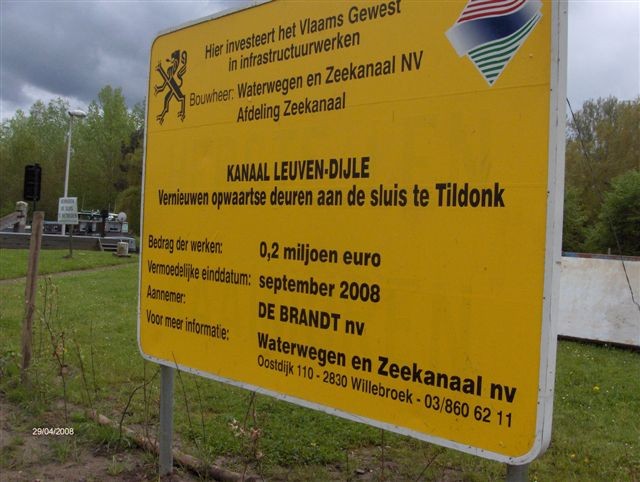 Hier investeert het Vlaams Gewest
in infrastructuurwerken
Bouwheer: Waterwegen en Zeekanaal NV
Afdeling Zeekanaal
KANAAL LEUVEN-DIJLE
Vernieuwen opwaartse deuren aan de sluis te Tildonk
Bedrag der werken: 0,2 miljoen euro
Vermoedelijke einddatum: september 2008
Aannemer: DE BRANDT nv
Voor meer informatie: Waterwegen en Zeekanaal nv
Oostdijk 110 - 2830 Willebroek - 03/860 62 11
29/04/2008